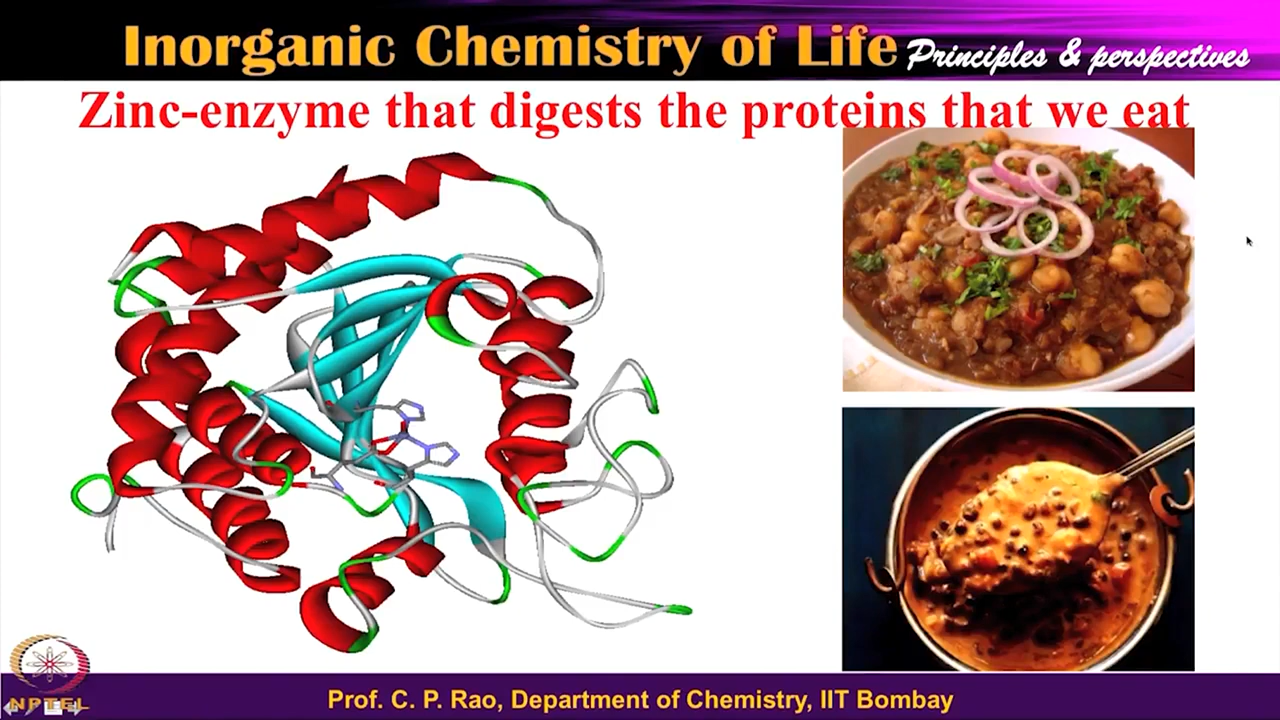 Inorganic Chemistry of Life Principles & perspectives
Zinc-enzyme that digests the proteins that we eat
NPTEL
Prof. C. P. Rao, Department of Chemistry, IIT Bombay